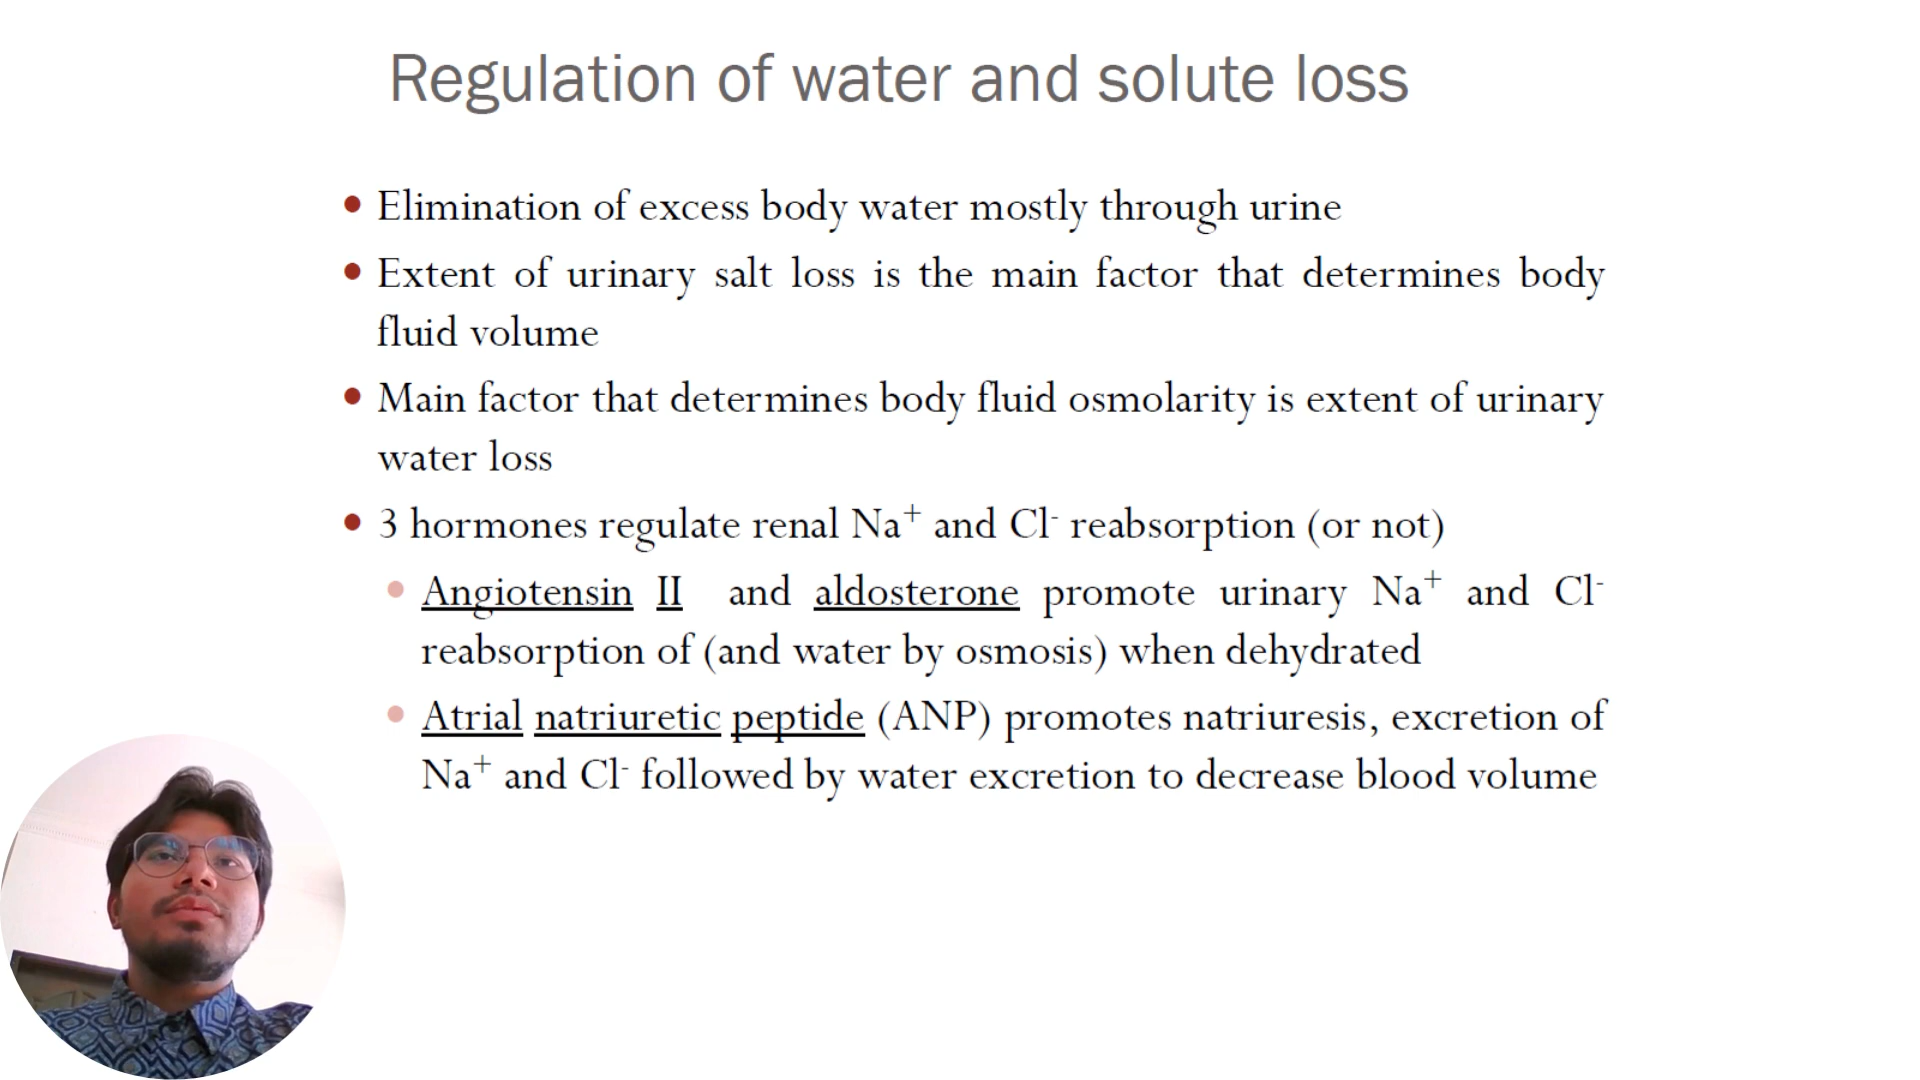 Regulation of water and solute loss
• Elimination of excess body water mostly through urine
• Extent of urinary salt loss is the main factor that determines body
fluid volume
• Main factor that determines body fluid osmolarity is extent of urinary
water loss
• 3 hormones regulate renal Na⁺ and Cl⁻ reabsorption (or not)
• Angiotensin II and aldosterone promote urinary Na⁺ and Cl⁻
reabsorption of (and water by osmosis) when dehydrated
• Atrial natriuretic peptide (ANP) promotes natriuresis, excretion of
Na⁺ and Cl⁻ followed by water excretion to decrease blood volume